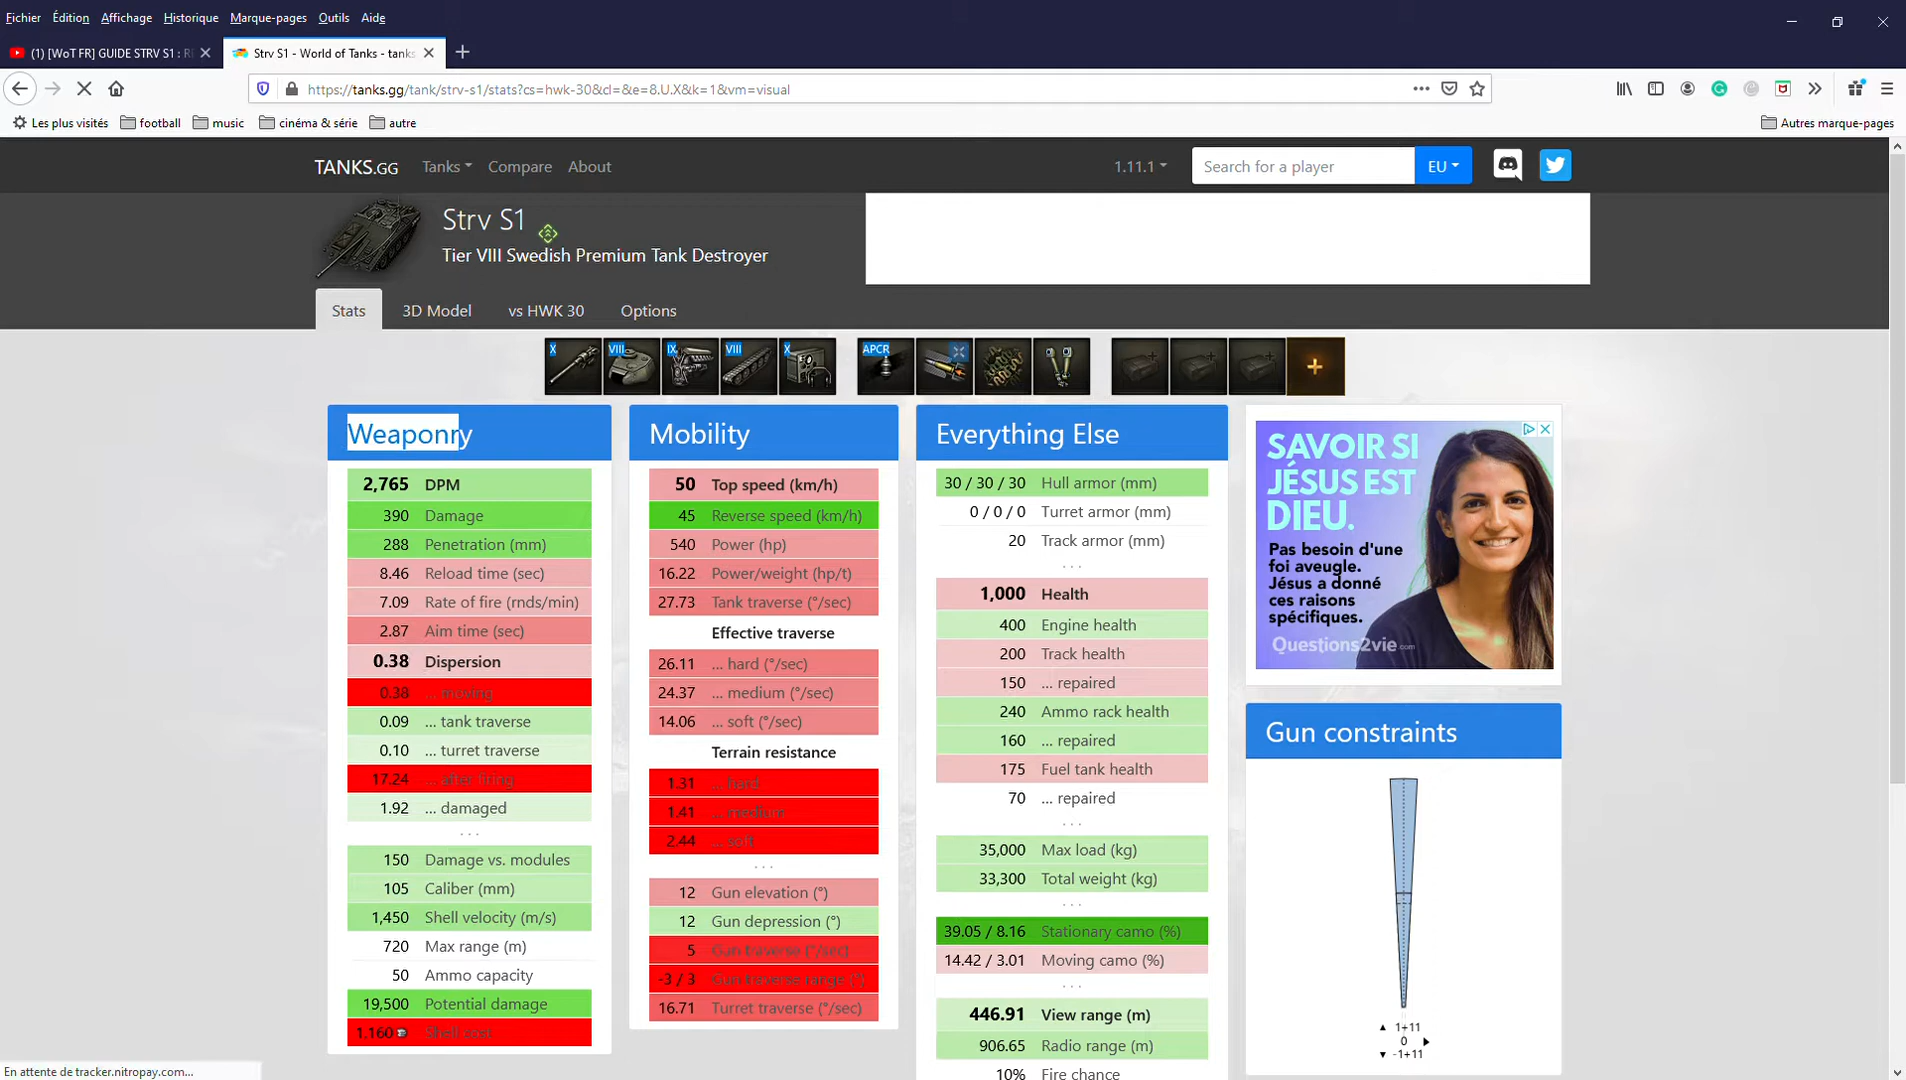 Fichier Édition Affichage Historique Marque-pages Outils Aide
(1) [WoT FR] GUIDE STRV S1 : R
Strv S1 - World of Tanks - tanks
https://tanks.gg/tank/strv-s1/stats?cs=hwk-30&cl=&e=8.U.X&k=1&vm=visual
Les plus visités football music cinéma & série autre Autres marque-pages
TANKS.GG Tanks Compare About 1.11.1 Search for a player EU
Strv S1
Tier VIII Swedish Premium Tank Destroyer
Stats 3D Model vs HWK 30 Options
X VIII IX VIII X APCR
Weaponry
2,765 DPM
390 Damage
288 Penetration (mm)
8.46 Reload time (sec)
7.09 Rate of fire (rnds/min)
2.87 Aim time (sec)
0.38 Dispersion
0.38 ... moving
0.09 ... tank traverse
0.10 ... turret traverse
17.24 ... after firing
1.92 ... damaged
...
150 Damage vs. modules
105 Caliber (mm)
1,450 Shell velocity (m/s)
720 Max range (m)
50 Ammo capacity
19,500 Potential damage
1,160 Shell cost
Mobility
50 Top speed (km/h)
45 Reverse speed (km/h)
540 Power (hp)
16.22 Power/weight (hp/t)
27.73 Tank traverse (°/sec)
Effective traverse
26.11 ... hard (°/sec)
24.37 ... medium (°/sec)
14.06 ... soft (°/sec)
Terrain resistance
1.31 ... hard
1.41 ... medium
2.44 ... soft
...
12 Gun elevation (°)
12 Gun depression (°)
5 Gun traverse (°/sec)
-3 / 3 Gun traverse range (°)
16.71 Turret traverse (°/sec)
Everything Else
30 / 30 / 30 Hull armor (mm)
0 / 0 / 0 Turret armor (mm)
20 Track armor (mm)
...
1,000 Health
400 Engine health
200 Track health
150 ... repaired
240 Ammo rack health
160 ... repaired
175 Fuel tank health
70 ... repaired
...
35,000 Max load (kg)
33,300 Total weight (kg)
...
39.05 / 8.16 Stationary camo (%)
14.42 / 3.01 Moving camo (%)
...
446.91 View range (m)
906.65 Radio range (m)
10% Fire chance
SAVOIR SI
JÉSUS EST
DIEU.
Pas besoin d'une
foi aveugle.
Jésus a donné
ces raisons
spécifiques.
Questions2vie.com
Gun constraints
▲ 1+11
0 ▶
▼ -1+11
En attente de tracker.nitropay.com...